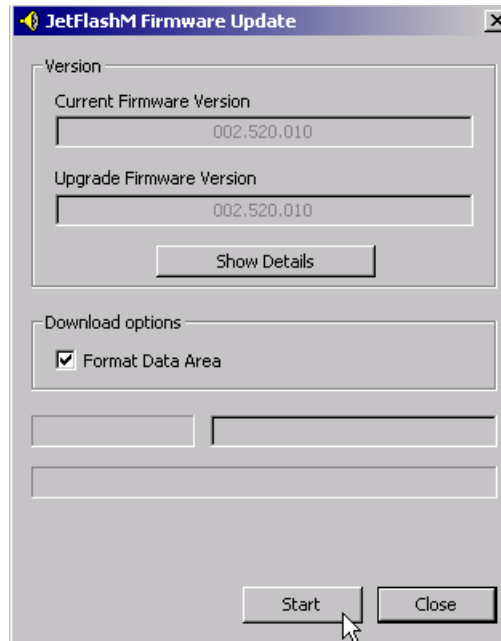 JetFlashM Firmware Update
Version
Current Firmware Version
002.520.010
Upgrade Firmware Version
002.520.010
Show Details
Download options
Format Data Area
Start
Close